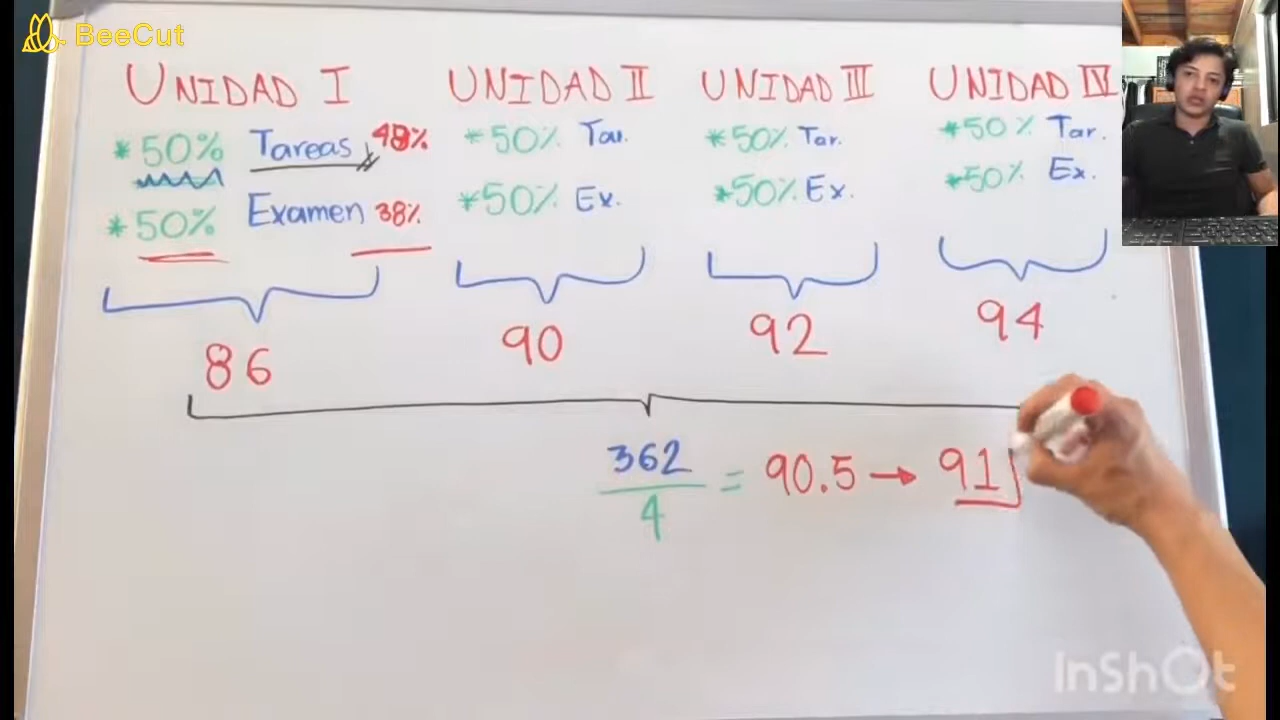 BeeCut
UNIDAD I
*50% Tareas 48%
*50% Examen 38%
86
UNIDAD II
*50% Tar.
*50% Ex.
90
UNIDAD III
*50% Tar.
*50% Ex.
92
UNIDAD IV
*50% Tar.
*50% Ex.
94
362
4
= 90.5 → 91
InShOt